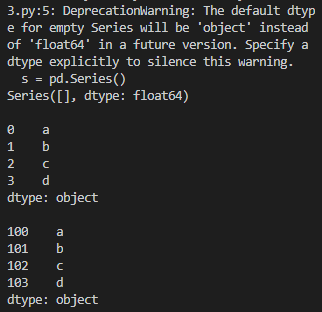 3.py:5: DeprecationWarning: The default dtyp
e for empty Series will be 'object' instead
of 'float64' in a future version. Specify a
dtype explicitly to silence this warning.
  s = pd.Series()
Series([], dtype: float64)

0    a
1    b
2    c
3    d
dtype: object

100    a
101    b
102    c
103    d
dtype: object